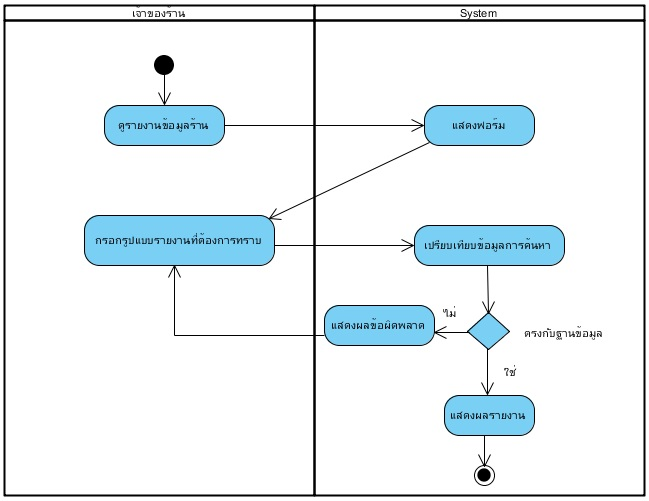 เจ้าของร้าน
System
ดูรายงานข้อมูลร้าน
แสดงฟอร์ม
กรอกรูปแบบรายงานที่ต้องการทราบ
เปรียบเทียบข้อมูลการค้นหา
ไม่
แสดงผลข้อผิดพลาด
ตรงกับฐานข้อมูล
ใช่
แสดงผลรายงาน